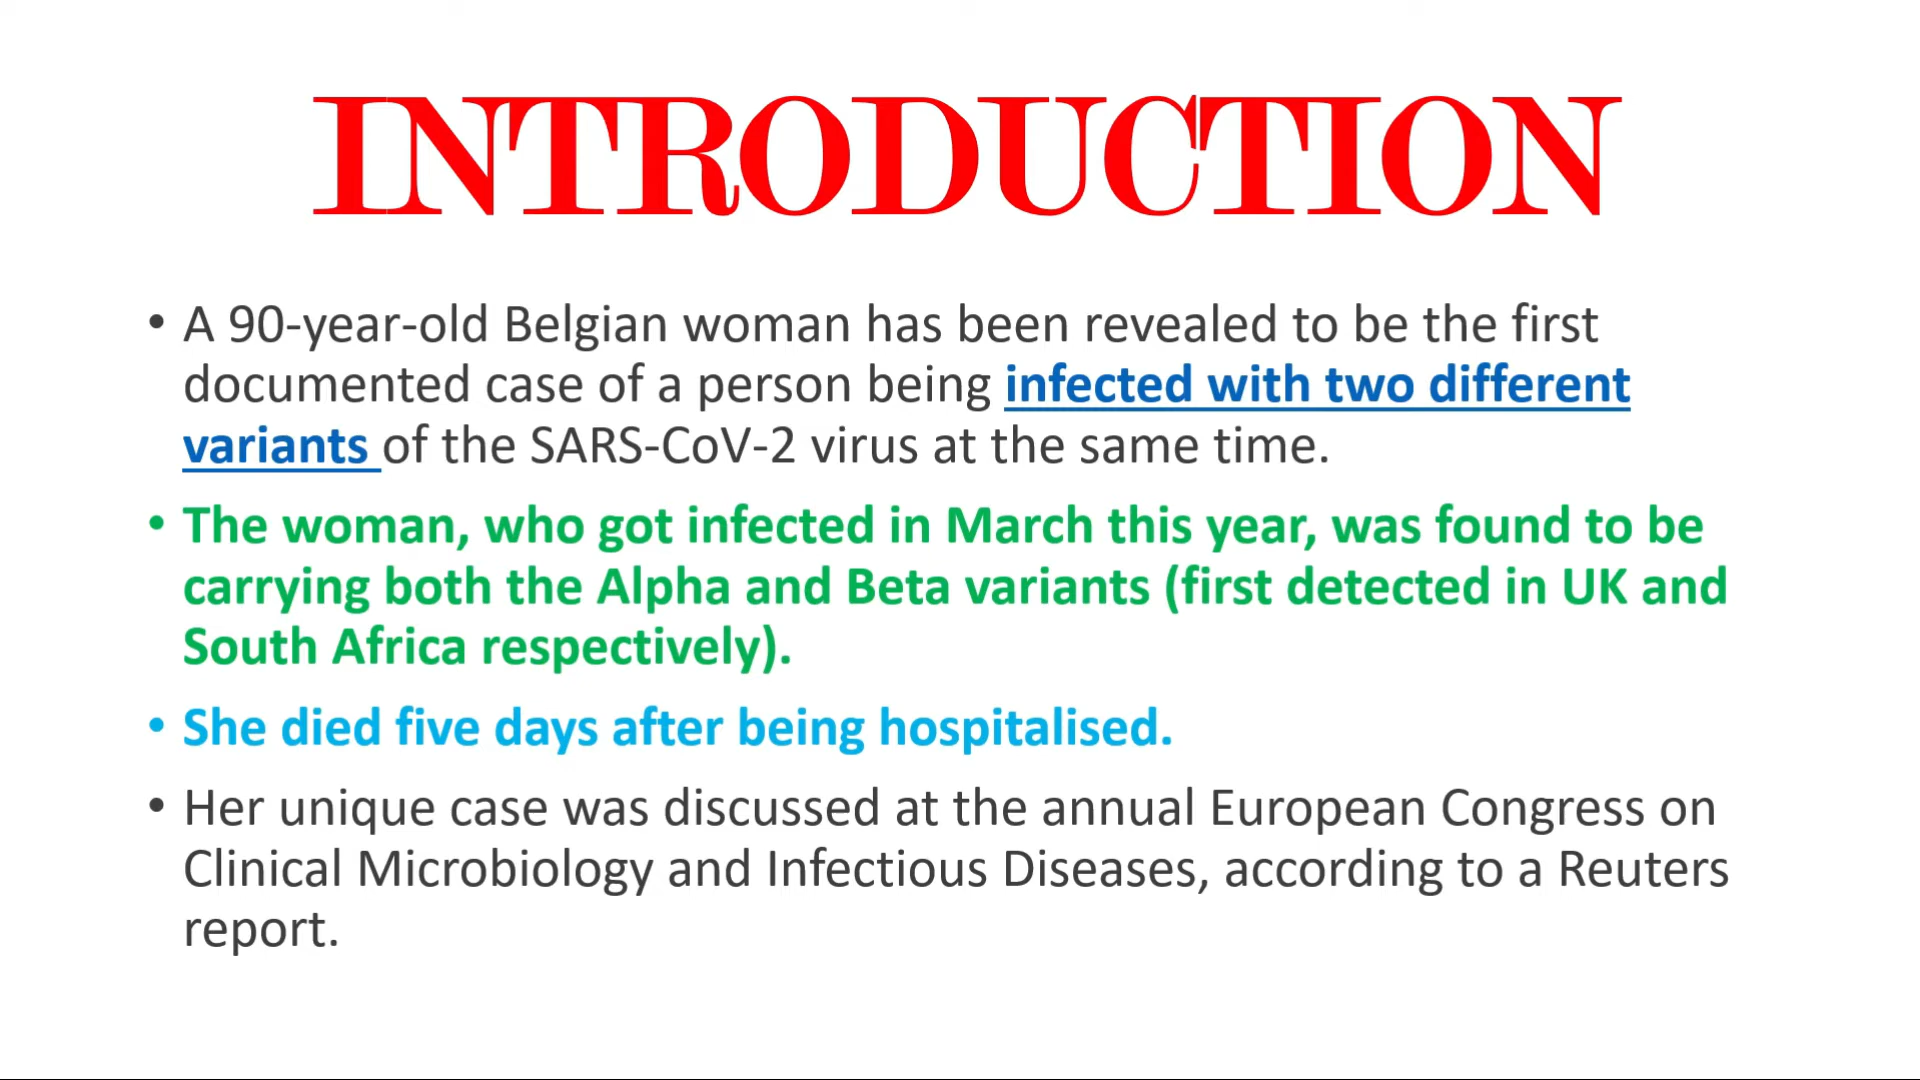 INTRODUCTION
• A 90-year-old Belgian woman has been revealed to be the first
documented case of a person being infected with two different
variants of the SARS-CoV-2 virus at the same time.
• The woman, who got infected in March this year, was found to be
carrying both the Alpha and Beta variants (first detected in UK and
South Africa respectively).
• She died five days after being hospitalised.
• Her unique case was discussed at the annual European Congress on
Clinical Microbiology and Infectious Diseases, according to a Reuters
report.